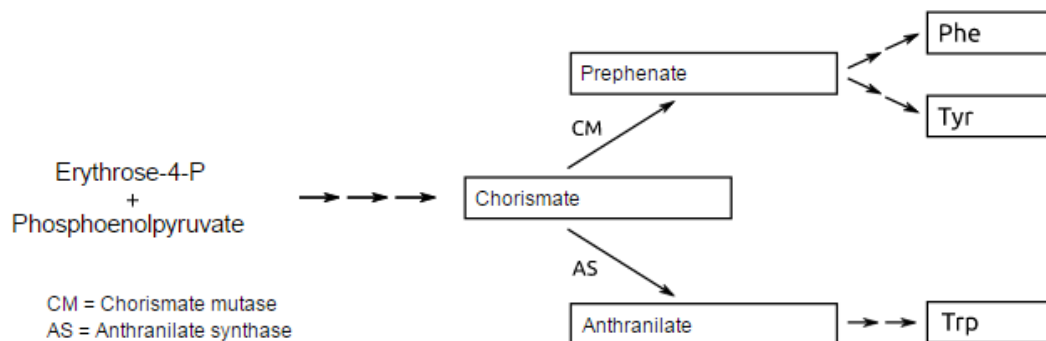 Phe
Prephenate
Tyr
CM
Erythrose-4-P
+
Phosphoenolpyruvate
Chorismate
AS
CM = Chorismate mutase
AS = Anthranilate synthase
Anthranilate
Trp